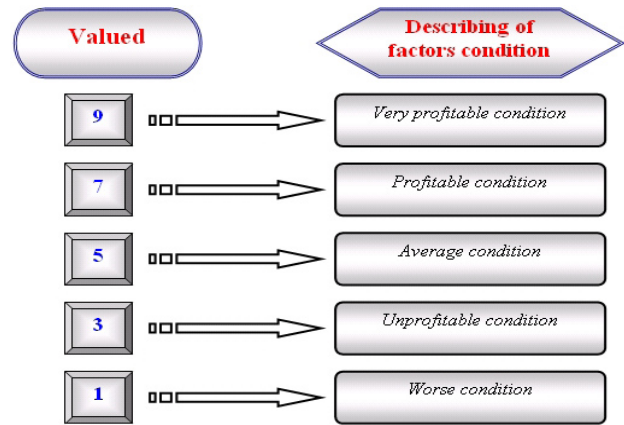 Valued
Describing of
factors condition
9
Very profitable condition
7
Profitable condition
5
Average condition
3
Unprofitable condition
1
Worse condition